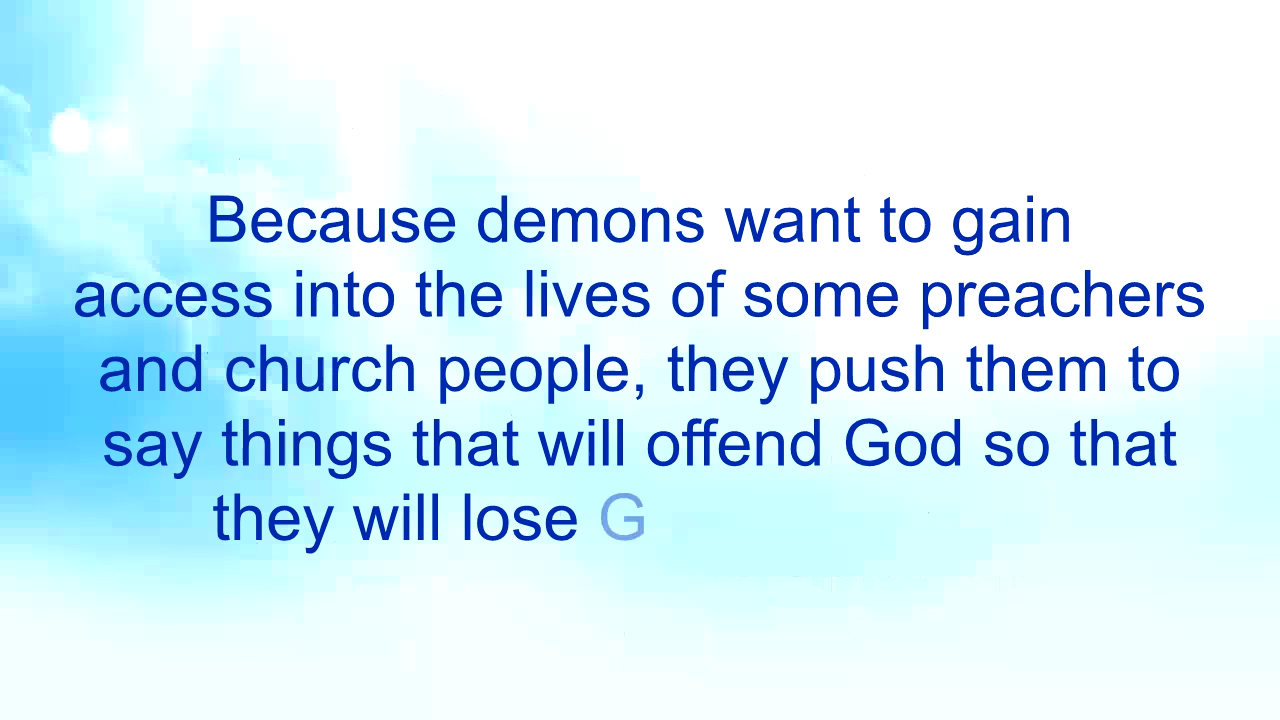 Because demons want to gain
access into the lives of some preachers
and church people, they push them to
say things that will offend God so that
they will lose G